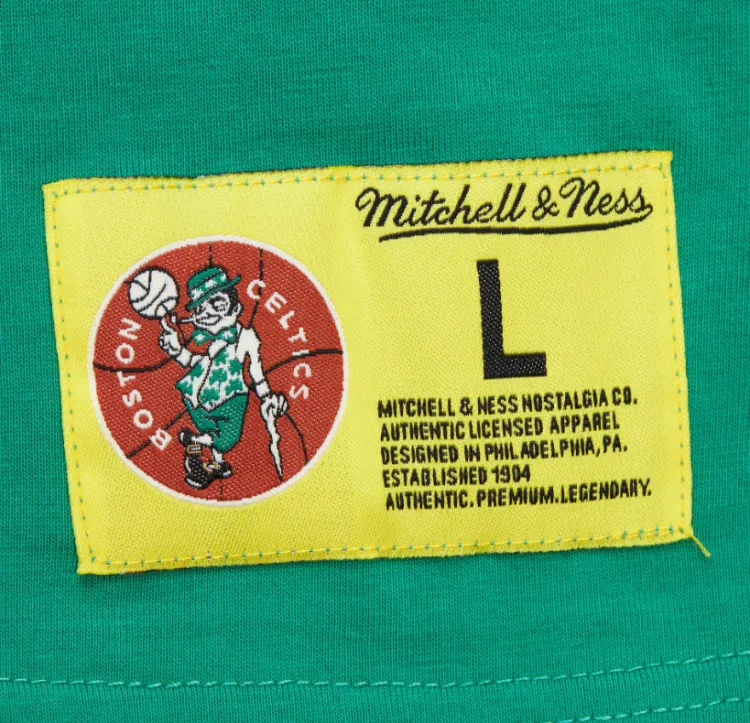 Mitchell & Ness
BOSTON
CELTICS
L
MITCHELL & NESS NOSTALGIA CO.
AUTHENTIC LICENSED APPAREL
DESIGNED IN PHILADELPHIA, PA.
ESTABLISHED 1904
AUTHENTIC. PREMIUM. LEGENDARY.